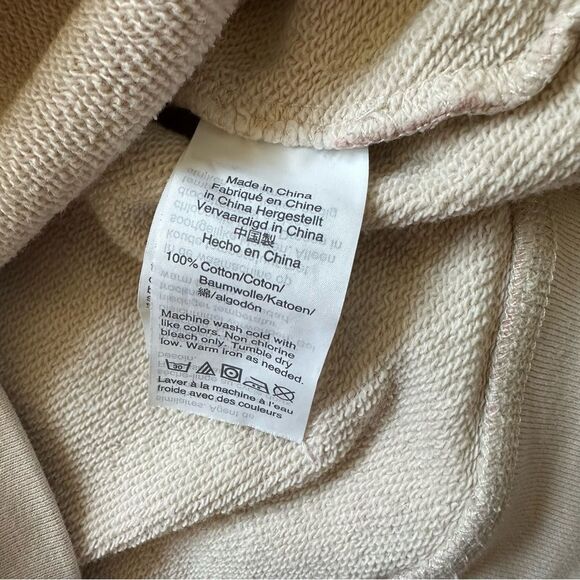 Made in China
Fabriqué en Chine
in China Hergestellt
Vervaardigd in China
中国製
Hecho en China
100% Cotton/Coton/
Baumwolle/Katoen/
綿/algodón
Machine wash cold with
like colors. Non chlorine
bleach only. Tumble dry
low. Warm iron as needed.
30
Laver à la machine à l'eau
froide avec des couleurs